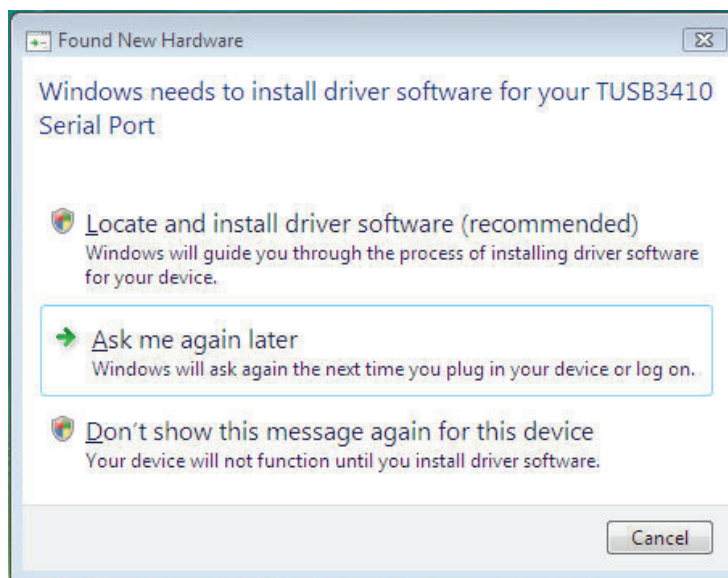 Found New Hardware
Windows needs to install driver software for your TUSB3410
Serial Port
Locate and install driver software (recommended)
Windows will guide you through the process of installing driver software
for your device.
Ask me again later
Windows will ask again the next time you plug in your device or log on.
Don't show this message again for this device
Your device will not function until you install driver software.
Cancel